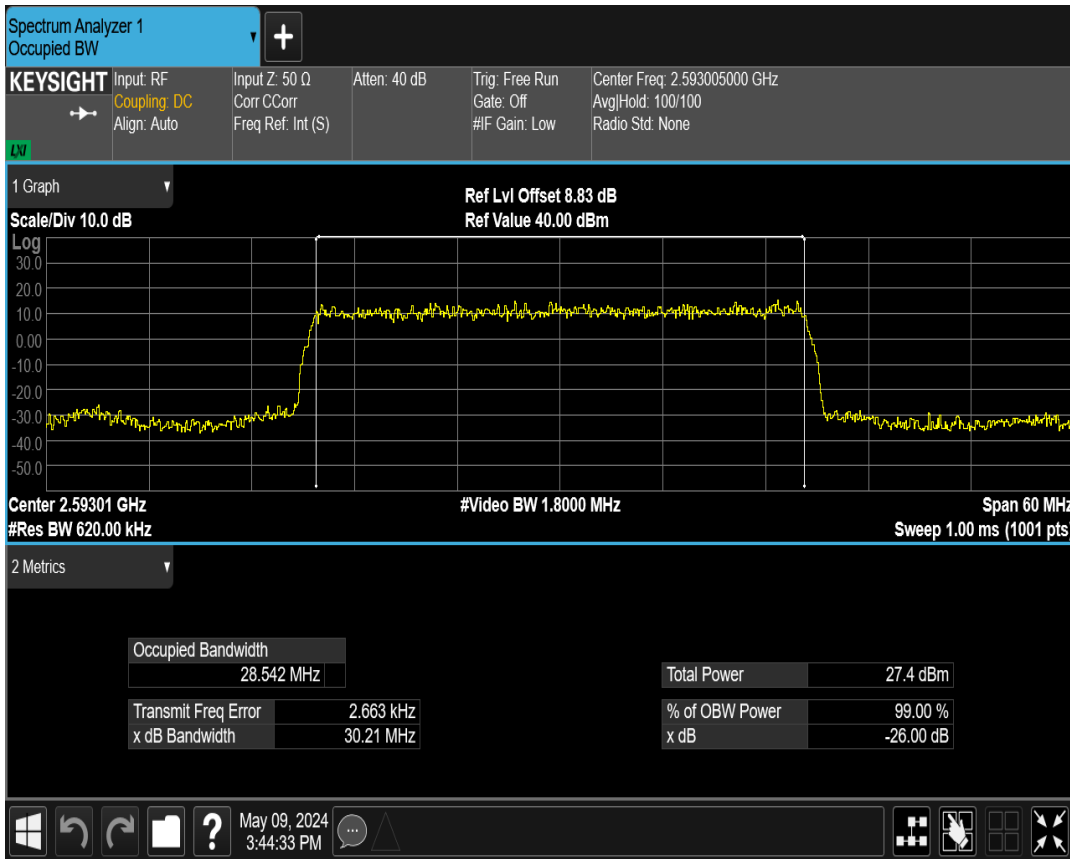 Spectrum Analyzer 1
Occupied BW
KEYSIGHT
LXI
Input: RF
Coupling: DC
Align: Auto
Input Z: 50 Ω
Corr CCorr
Freq Ref: Int (S)
Atten: 40 dB
Trig: Free Run
Gate: Off
#IF Gain: Low
Center Freq: 2.593005000 GHz
Avg|Hold: 100/100
Radio Std: None
1 Graph
Scale/Div 10.0 dB
Ref Lvl Offset 8.83 dB
Ref Value 40.00 dBm
Log
30.0
20.0
10.0
0.00
-10.0
-20.0
-30.0
-40.0
-50.0
Center 2.59301 GHz
#Video BW 1.8000 MHz
Span 60 MHz
#Res BW 620.00 kHz
Sweep 1.00 ms (1001 pts)
2 Metrics
Occupied Bandwidth
28.542 MHz
Transmit Freq Error 2.663 kHz
x dB Bandwidth 30.21 MHz
Total Power 27.4 dBm
% of OBW Power 99.00 %
x dB -26.00 dB
May 09, 2024
3:44:33 PM